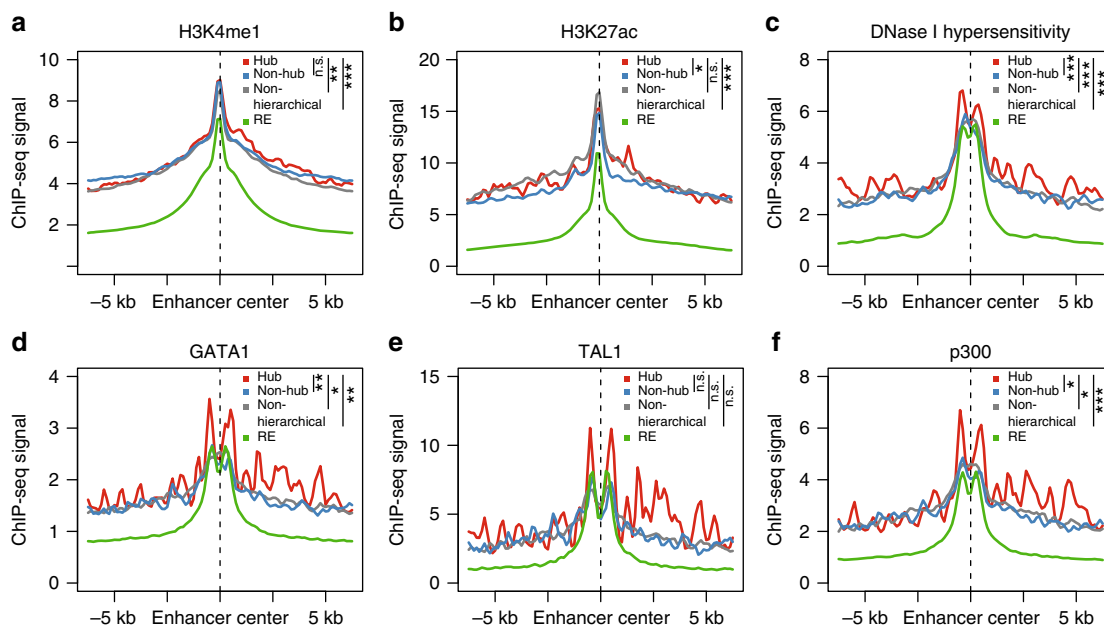 a
H3K4me1
ChIP-seq signal
10
8
6
4
2
Hub
Non-hub
Non-
hierarchical
RE
n.s.
**
***
–5 kb Enhancer center 5 kb
b
H3K27ac
ChIP-seq signal
20
15
10
5
0
Hub
Non-hub
Non-
hierarchical
RE
*
n.s.
***
–5 kb Enhancer center 5 kb
c
DNase I hypersensitivity
ChIP-seq signal
8
6
4
2
0
Hub
Non-hub
Non-
hierarchical
RE
***
***
***
–5 kb Enhancer center 5 kb
d
GATA1
ChIP-seq signal
4
3
2
1
0
Hub
Non-hub
Non-
hierarchical
RE
**
*
**
–5 kb Enhancer center 5 kb
e
TAL1
ChIP-seq signal
15
10
5
0
Hub
Non-hub
Non-
hierarchical
RE
n.s.
n.s.
n.s.
–5 kb Enhancer center 5 kb
f
p300
ChIP-seq signal
8
6
4
2
0
Hub
Non-hub
Non-
hierarchical
RE
*
*
***
–5 kb Enhancer center 5 kb